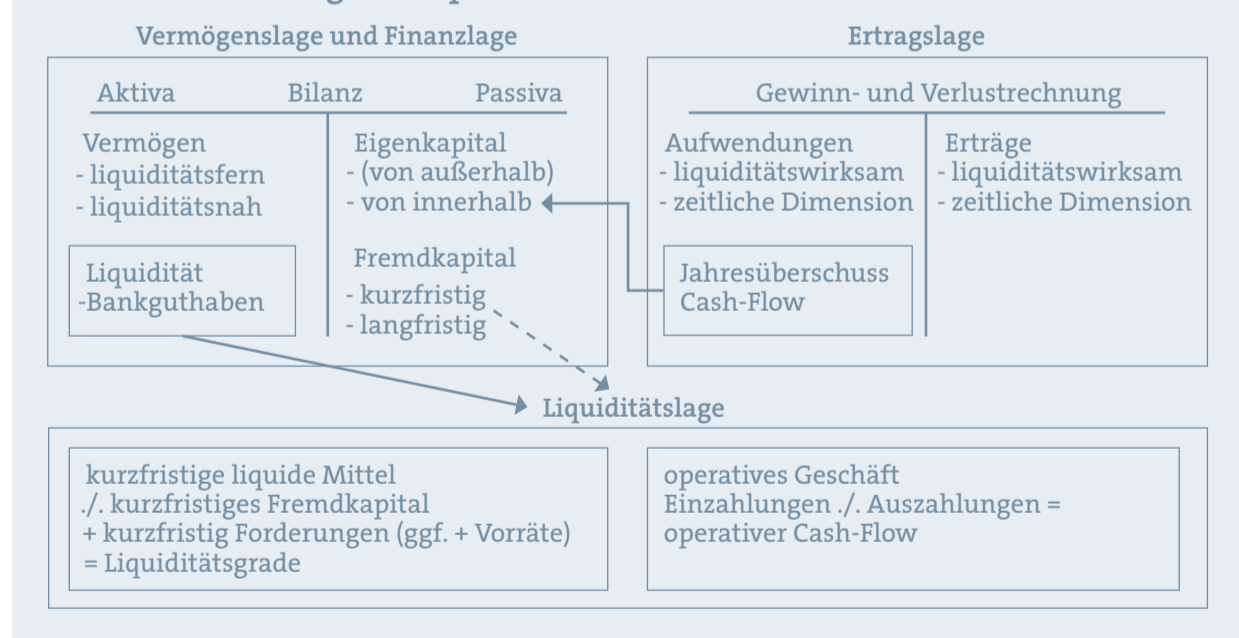 Vermögenslage und Finanzlage
Aktiva Bilanz Passiva
Vermögen
- liquiditätsfern
- liquiditätsnah
Liquidität
-Bankguthaben
Eigenkapital
- (von außerhalb)
- von innerhalb
Fremdkapital
- kurzfristig
- langfristig
Ertragslage
Gewinn- und Verlustrechnung
Aufwendungen
- liquiditätswirksam
- zeitliche Dimension
Jahresüberschuss
Cash-Flow
Erträge
- liquiditätswirksam
- zeitliche Dimension
Liquiditätslage
kurzfristige liquide Mittel
./. kurzfristiges Fremdkapital
+ kurzfristig Forderungen (ggf. + Vorräte)
= Liquiditätsgrade
operatives Geschäft
Einzahlungen ./. Auszahlungen =
operativer Cash-Flow